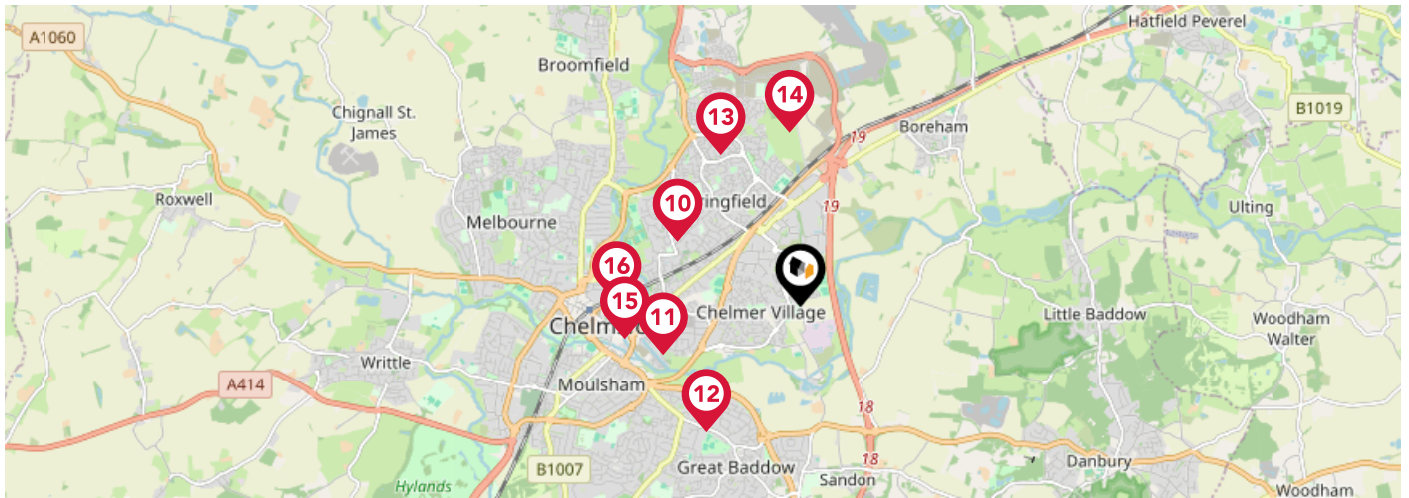 Hatfield Peverel
A1060
Broomfield
14
B1019
Chignall St.
James
13
Boreham
19
Roxwell
10
ringfield
19
Ulting
Melbourne
16
15
11
Chelmer Village
Little Baddow
Woodham
Walter
Writtle
A414
Moulsham
12
18
18
Danbury
B1007
Great Baddow
Sandon
Hylands
Woodham